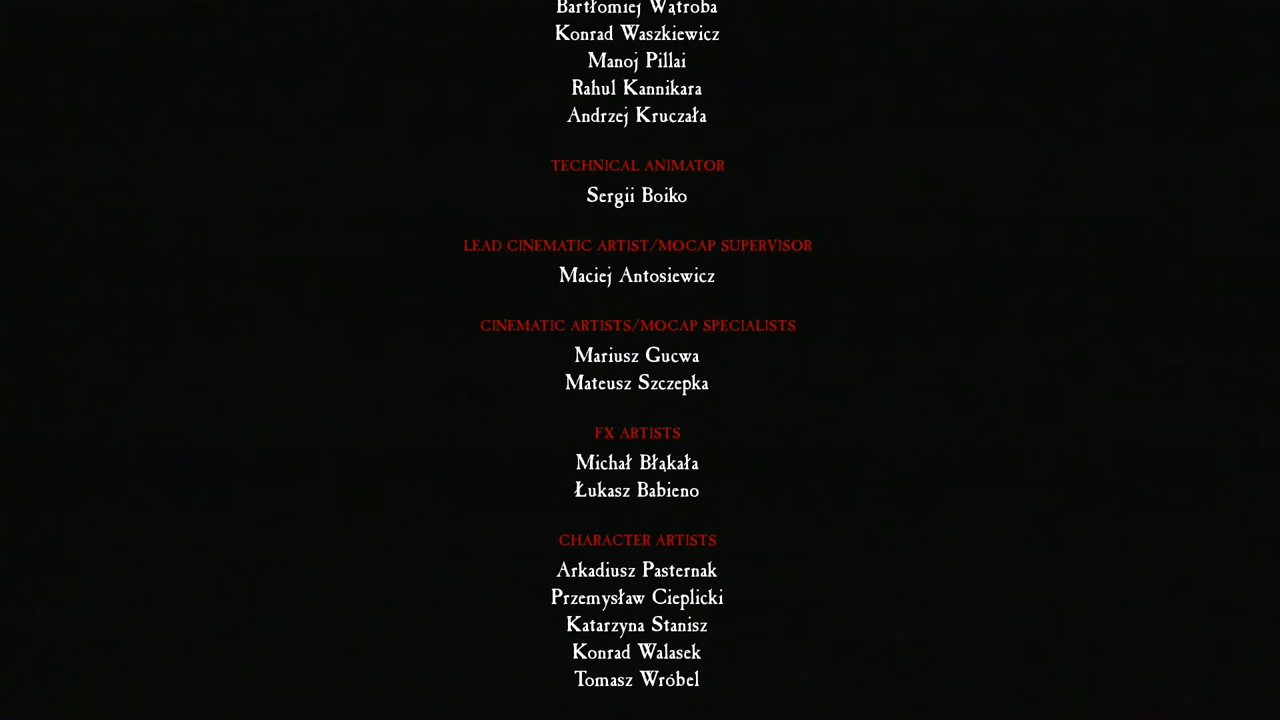 Bartłomiej Wątroba
Konrad Waszkiewicz
Manoj Pillai
Rahul Kannikara
Andrzej Kruczała
TECHNICAL ANIMATOR
Sergii Boiko
LEAD CINEMATIC ARTIST/MOCAP SUPERVISOR
Maciej Antosiewicz
CINEMATIC ARTISTS/MOCAP SPECIALISTS
Mariusz Gucwa
Mateusz Szczepka
FX ARTISTS
Michał Błąkała
Łukasz Babieno
CHARACTER ARTISTS
Arkadiusz Pasternak
Przemysław Cieplicki
Katarzyna Stanisz
Konrad Walasek
Tomasz Wróbel